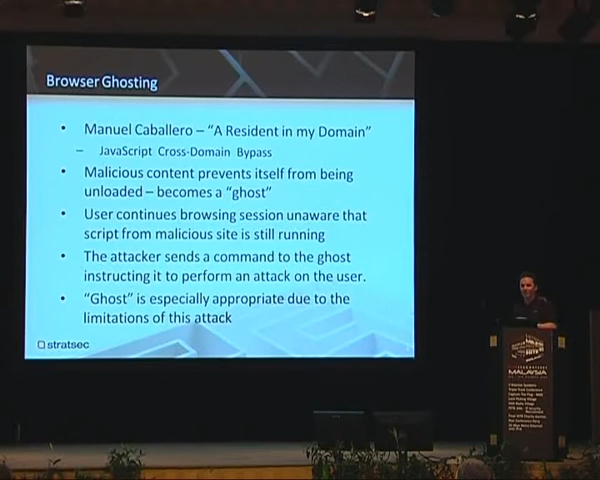 Browser Ghosting
• Manuel Caballero – “A Resident in my Domain”
– JavaScript Cross-Domain Bypass
• Malicious content prevents itself from being
unloaded – becomes a “ghost”
• User continues browsing session unaware that
script from malicious site is still running
• The attacker sends a command to the ghost
instructing it to perform an attack on the user.
• “Ghost” is especially appropriate due to the
limitations of this attack
stratsec
MALAYSIA